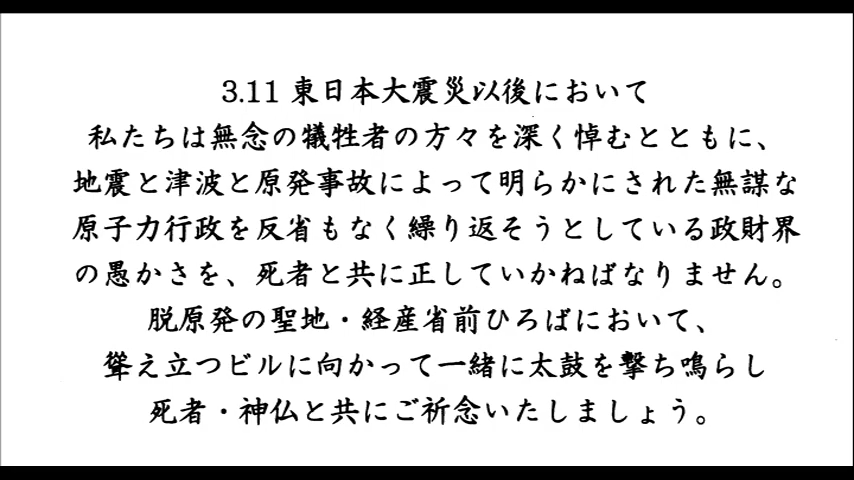 3.11 東日本大震災以後において
私たちは無念の犠牲者の方々を深く悼むとともに、
地震と津波と原発事故によって明らかにされた無謀な
原子力行政を反省もなく繰り返そうとしている政財界
の愚かさを、死者と共に正していかねばなりません。
脱原発の聖地・経産省前ひろばにおいて、
聳え立つビルに向かって一緒に太鼓を撃ち鳴らし
死者・神仏と共にご祈念いたしましょう。